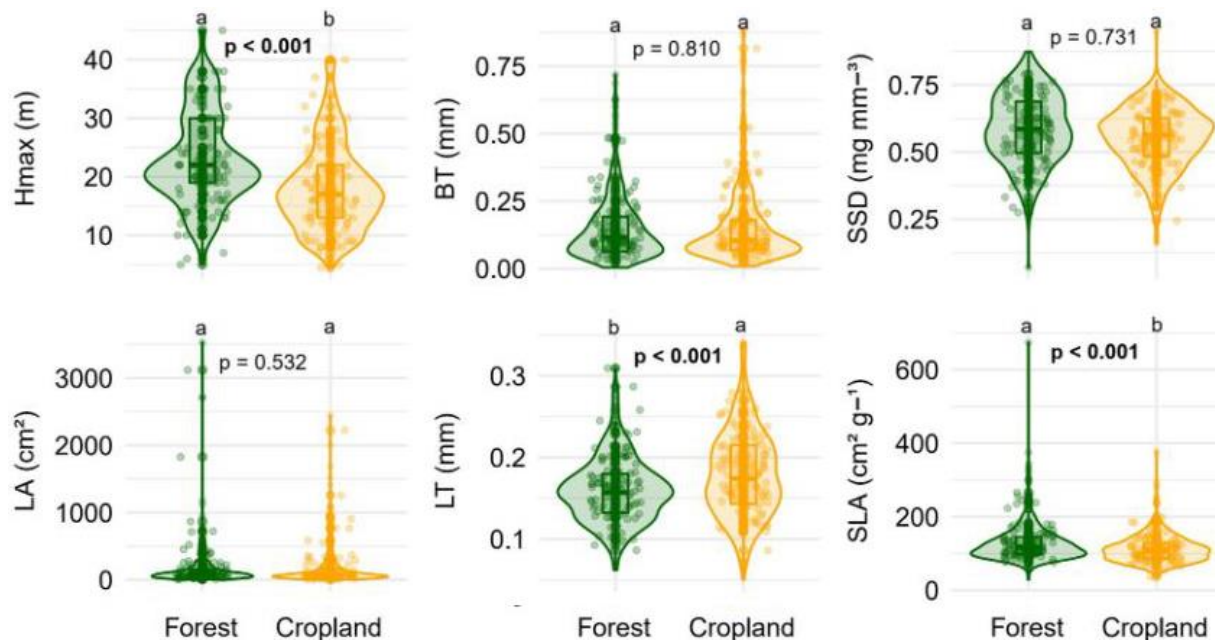 a b
p < 0.001
40
30
20
10
Hmax (m)
a a
p = 0.810
0.75
0.50
0.25
0.00
BT (mm)
a a
p = 0.731
0.75
0.50
0.25
SSD (mg mm−³)
a a
p = 0.532
3000
2000
1000
0
LA (cm²)
b a
p < 0.001
0.3
0.2
0.1
LT (mm)
a b
p < 0.001
600
400
200
0
SLA (cm² g−¹)
Forest Cropland
Forest Cropland
Forest Cropland